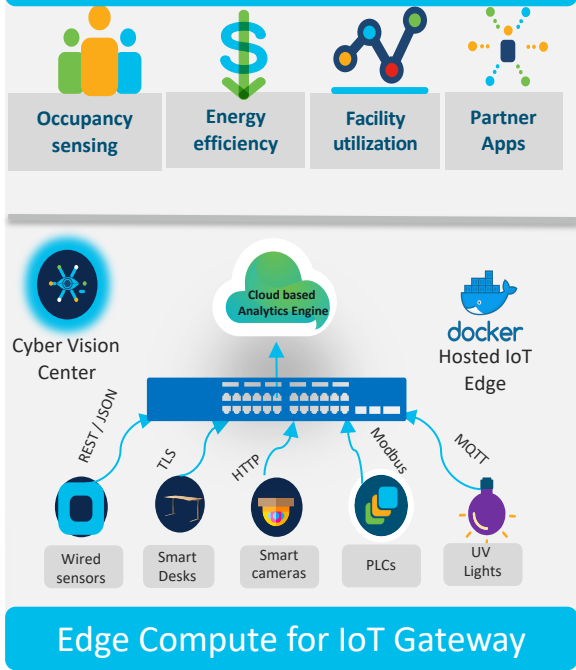 Occupancy
sensing
Energy
efficiency
Facility
utilization
Partner
Apps
Cloud based
Analytics Engine
Cyber Vision
Center
docker
Hosted IoT
Edge
REST / JSON
TLS
HTTP
Modbus
MQTT
Wired
sensors
Smart
Desks
Smart
cameras
PLCs
UV
Lights
Edge Compute for IoT Gateway